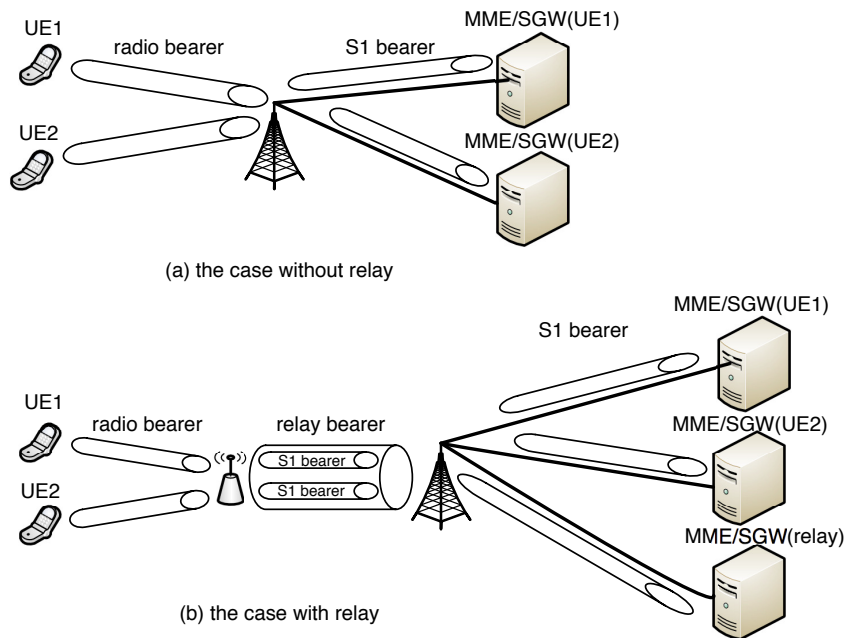 UE1
radio bearer
S1 bearer
MME/SGW(UE1)
UE2
MME/SGW(UE2)
(a) the case without relay
MME/SGW(UE1)
S1 bearer
UE1
radio bearer
relay bearer
MME/SGW(UE2)
S1 bearer
UE2
S1 bearer
MME/SGW(relay)
(b) the case with relay